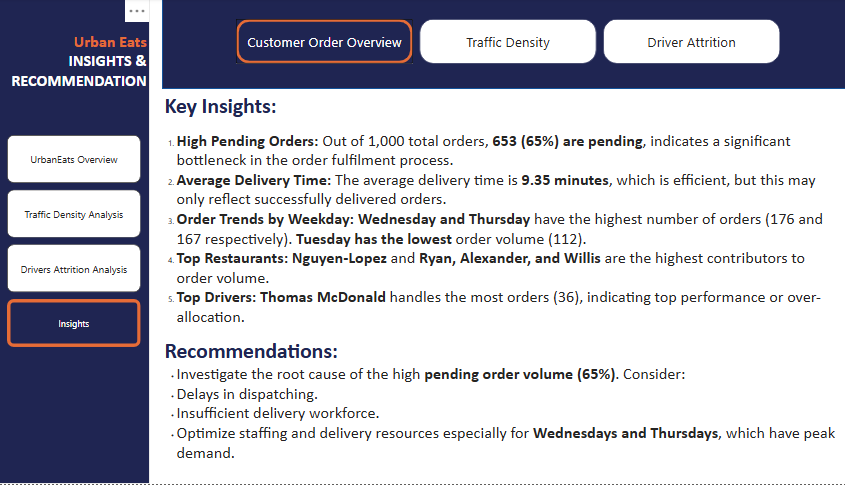 Urban Eats
INSIGHTS &
RECOMMENDATION
UrbanEats Overview
Traffic Density Analysis
Drivers Attrition Analysis
Insights
Customer Order Overview
Traffic Density
Driver Attrition
Key Insights:
1. High Pending Orders: Out of 1,000 total orders, 653 (65%) are pending, indicates a significant
bottleneck in the order fulfilment process.
2. Average Delivery Time: The average delivery time is 9.35 minutes, which is efficient, but this may
only reflect successfully delivered orders.
3. Order Trends by Weekday: Wednesday and Thursday have the highest number of orders (176 and
167 respectively). Tuesday has the lowest order volume (112).
4. Top Restaurants: Nguyen-Lopez and Ryan, Alexander, and Willis are the highest contributors to
order volume.
5. Top Drivers: Thomas McDonald handles the most orders (36), indicating top performance or over-
allocation.
Recommendations:
• Investigate the root cause of the high pending order volume (65%). Consider:
• Delays in dispatching.
• Insufficient delivery workforce.
• Optimize staffing and delivery resources especially for Wednesdays and Thursdays, which have peak
demand.